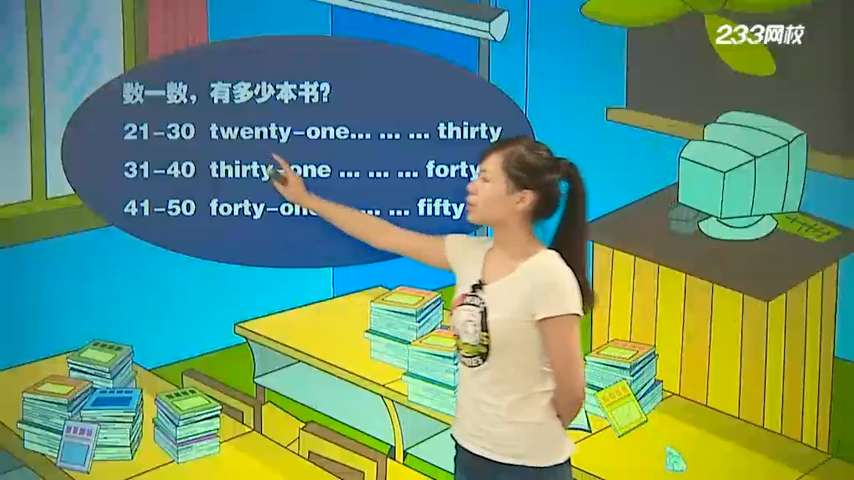 233网校
数一数，有多少本书?
21-30 twenty-one... ... ... thirty
31-40 thirty-one ... ... ... forty
41-50 forty-one ... ... fifty